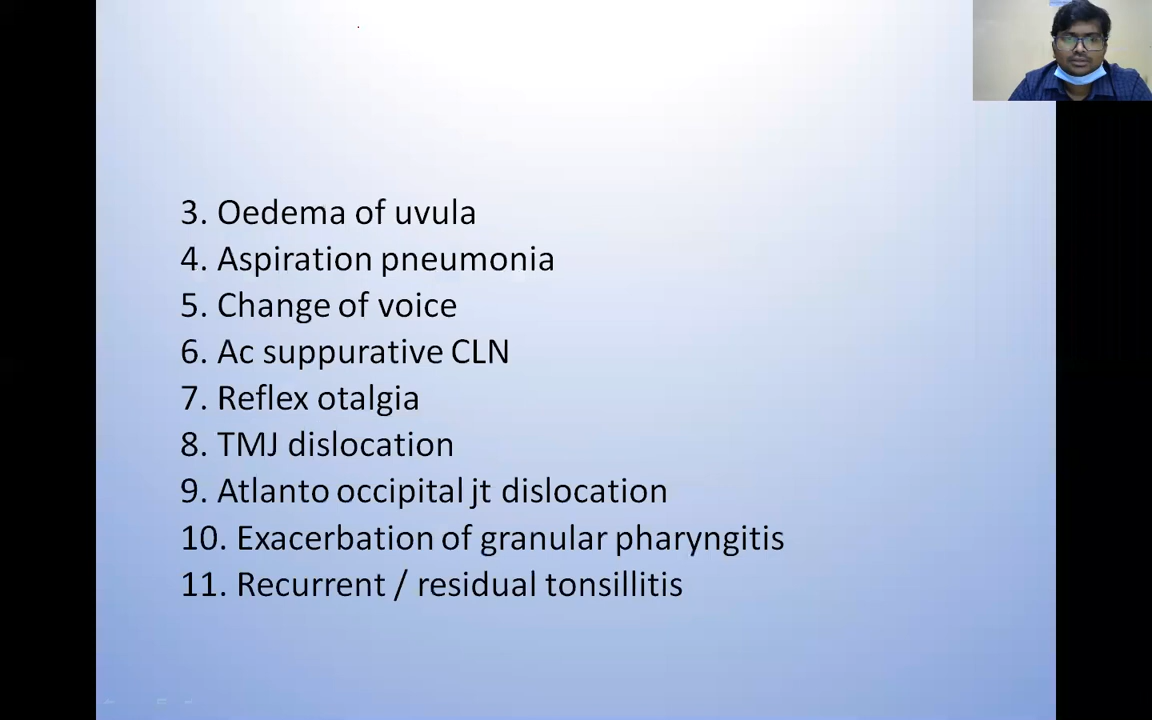 3. Oedema of uvula
4. Aspiration pneumonia
5. Change of voice
6. Ac suppurative CLN
7. Reflex otalgia
8. TMJ dislocation
9. Atlanto occipital jt dislocation
10. Exacerbation of granular pharyngitis
11. Recurrent / residual tonsillitis